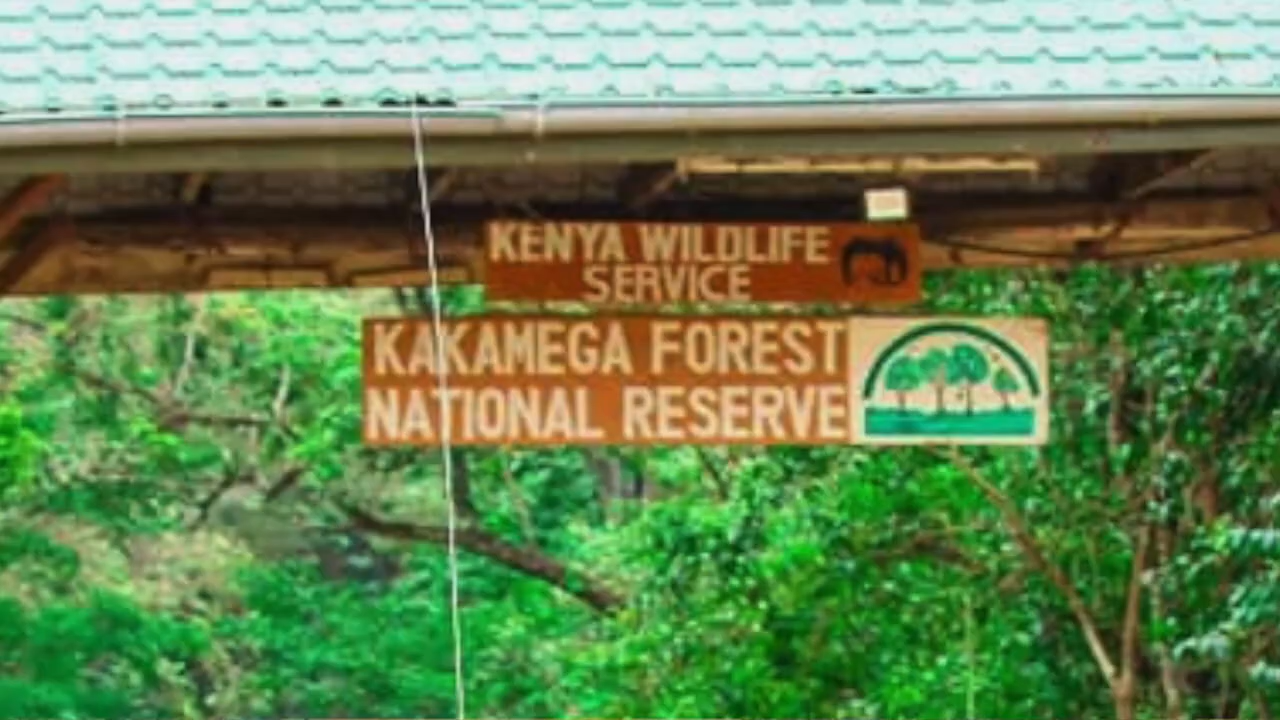 KENYA WILDLIFE
SERVICE
KAKAMEGA FOREST
NATIONAL RESERVE